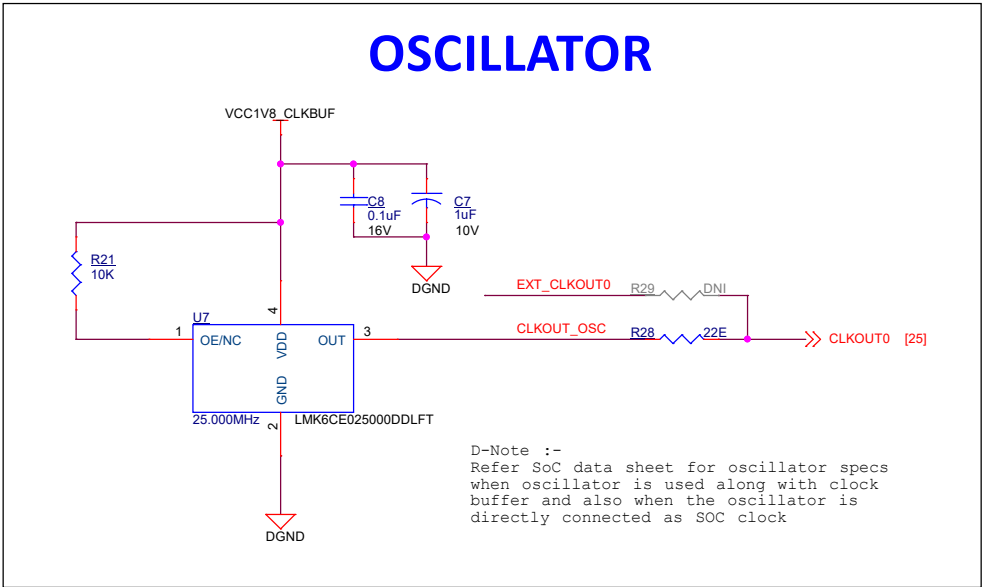 OSCILLATOR
VCC1V8_CLKBUF
C8
0.1uF
16V
C7
1uF
10V
R21
10K
DGND
EXT_CLKOUT0
R29
DNI
U7
4
1
OE/NC
VDD
OUT
3
CLKOUT_OSC
R28
22E
CLKOUT0 [25]
GND
25.000MHz
2
LMK6CE025000DDLFT
DGND
D-Note :-
Refer SoC data sheet for oscillator specs
when oscillator is used along with clock
buffer and also when the oscillator is
directly connected as SOC clock